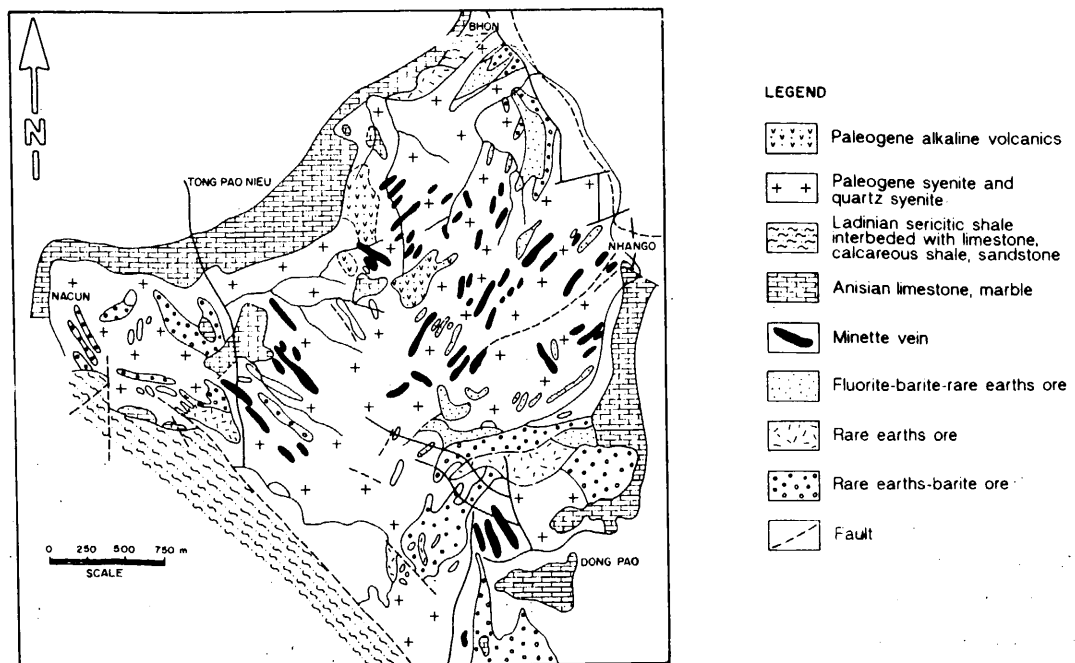 BHON
N
TONG PAO NIEU
NHANGO
NACUN
DONG PAO
0 250 500 750 m
SCALE
LEGEND
Paleogene alkaline volcanics
Paleogene syenite and
quartz syenite
Ladinian sericitic shale
interbeded with limestone,
calcareous shale, sandstone
Anisian limestone, marble
Minette vein
Fluorite-barite-rare earths ore
Rare earths ore
Rare earths-barite ore
Fault